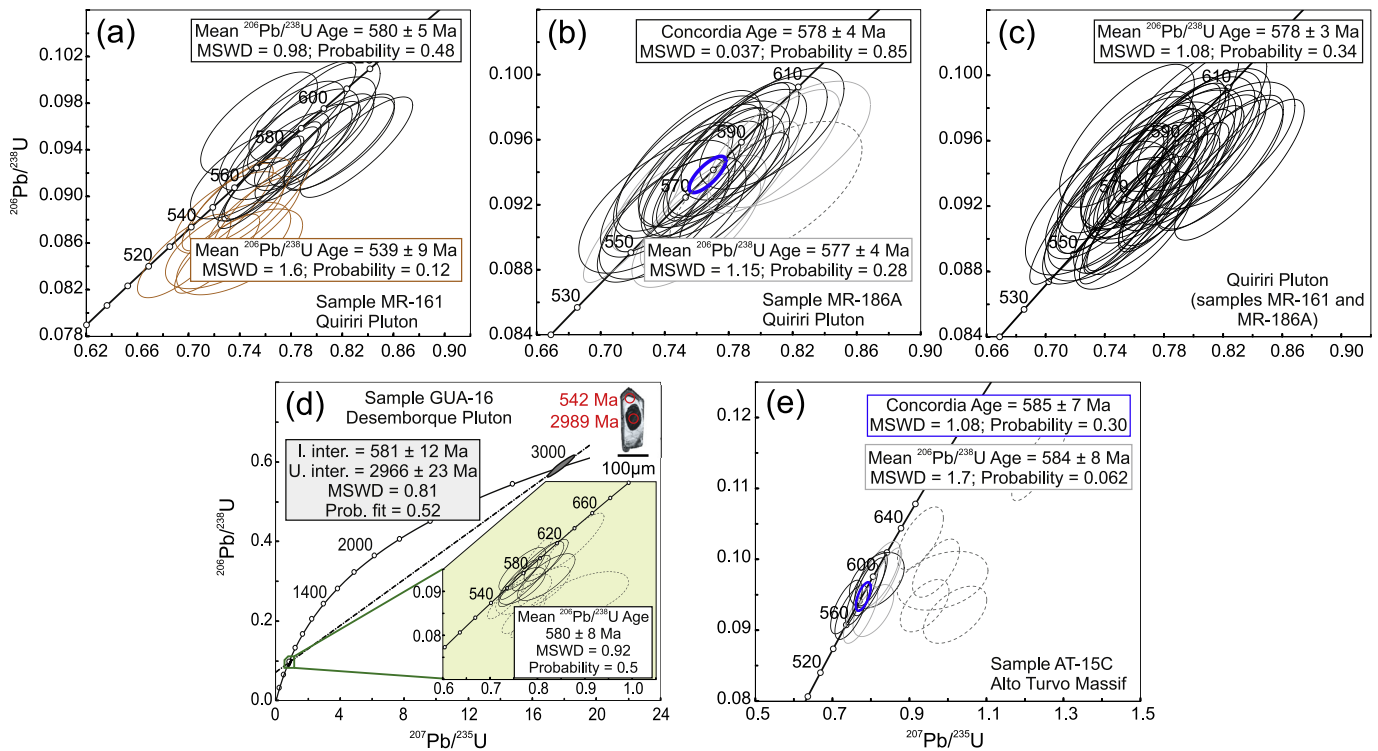 (a)
Mean ²⁰⁶Pb/²³⁸U Age = 580 ± 5 Ma
MSWD = 0.98; Probability = 0.48
600
580
560
540
520
Mean ²⁰⁶Pb/²³⁸U Age = 539 ± 9 Ma
MSWD = 1.6; Probability = 0.12
Sample MR-161
Quiriri Pluton
0.102
0.098
0.094
0.090
0.086
0.082
0.078
²⁰⁶Pb/²³⁸U
0.62 0.66 0.70 0.74 0.78 0.82 0.86 0.90
(b)
Concordia Age = 578 ± 4 Ma
MSWD = 0.037; Probability = 0.85
610
590
570
550
530
Mean ²⁰⁶Pb/²³⁸U Age = 577 ± 4 Ma
MSWD = 1.15; Probability = 0.28
Sample MR-186A
Quiriri Pluton
0.100
0.096
0.092
0.088
0.084
0.70 0.74 0.78 0.82 0.86 0.90
(c)
Mean ²⁰⁶Pb/²³⁸U Age = 578 ± 3 Ma
MSWD = 1.08; Probability = 0.34
610
590
570
550
530
Quiriri Pluton
(samples MR-161 and
MR-186A)
0.100
0.096
0.092
0.088
0.084
0.66 0.70 0.74 0.78 0.82 0.86 0.90
(d)
Sample GUA-16
Desemborque Pluton
542 Ma
2989 Ma
100µm
I. inter. = 581 ± 12 Ma
U. inter. = 2966 ± 23 Ma
MSWD = 0.81
Prob. fit = 0.52
3000
2000
1400
660
620
580
540
0.09
0.08
Mean ²⁰⁶Pb/²³⁸U Age
580 ± 8 Ma
MSWD = 0.92
Probability = 0.5
0.6 0.7 0.8 0.9 1.0
0.8
0.6
0.4
0.2
0.0
²⁰⁶Pb/²³⁸U
0 4 8 12 16 20 24
²⁰⁷Pb/²³⁵U
(e)
Concordia Age = 585 ± 7 Ma
MSWD = 1.08; Probability = 0.30
Mean ²⁰⁶Pb/²³⁸U Age = 584 ± 8 Ma
MSWD = 1.7; Probability = 0.062
640
600
560
520
Sample AT-15C
Alto Turvo Massif
0.12
0.11
0.10
0.09
0.08
0.5 0.7 0.9 1.1 1.3 1.5
²⁰⁷Pb/²³⁵U